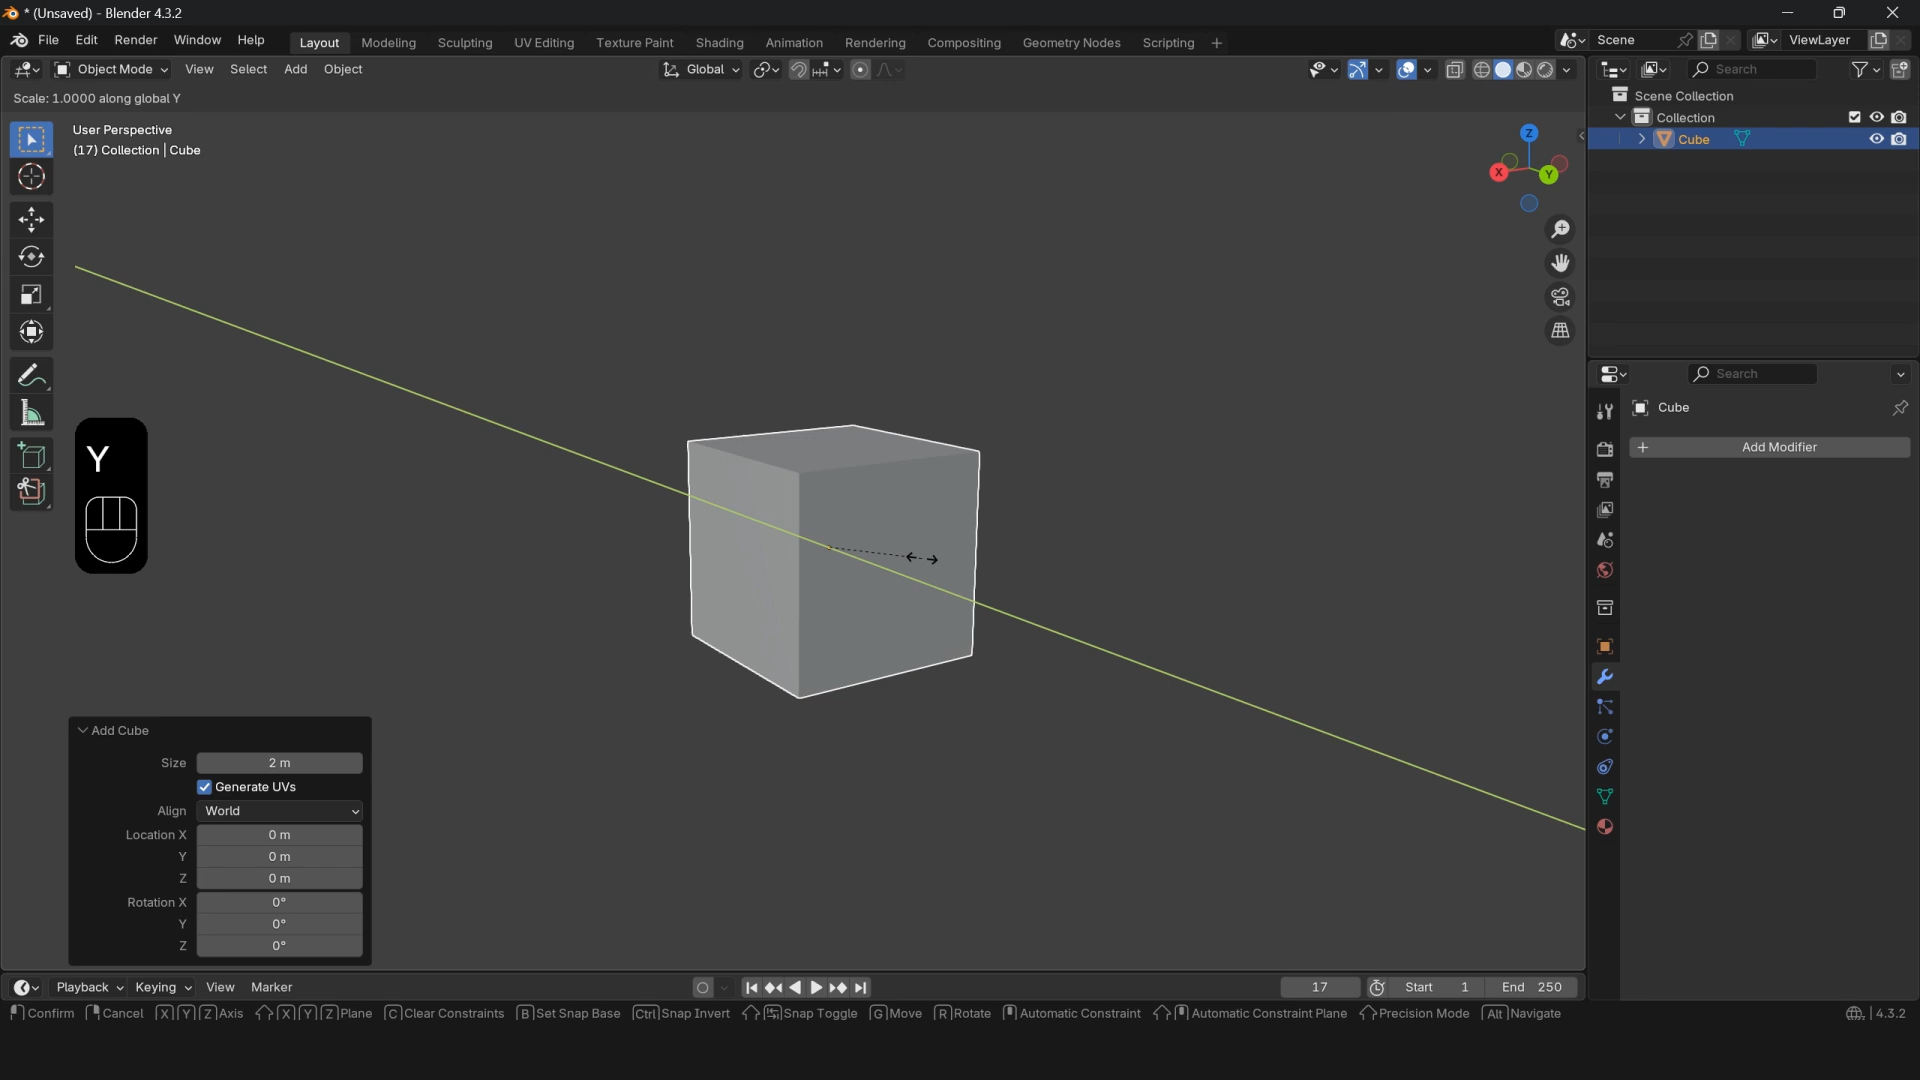 * (Unsaved) - Blender 4.3.2
File Edit Render Window Help Layout Modeling Sculpting UV Editing Texture Paint Shading Animation Rendering Compositing Geometry Nodes Scripting + Scene ViewLayer
Object Mode View Select Add Object Global Search
Scale: 1.0000 along global Y
Scene Collection
Collection
Cube
User Perspective
(17) Collection | Cube
Z
X
Y
Search
Cube
Add Modifier
Y
Add Cube
Size 2 m
Generate UVs
Align World
Location X 0 m
Y 0 m
Z 0 m
Rotation X 0°
Y 0°
Z 0°
Playback Keying View Marker 17 Start 1 End 250
Confirm Cancel X Y Z Axis X Y Z Plane C Clear Constraints B Set Snap Base Ctrl Snap Invert Snap Toggle G Move R Rotate Automatic Constraint Automatic Constraint Plane Precision Mode Alt Navigate 4.3.2